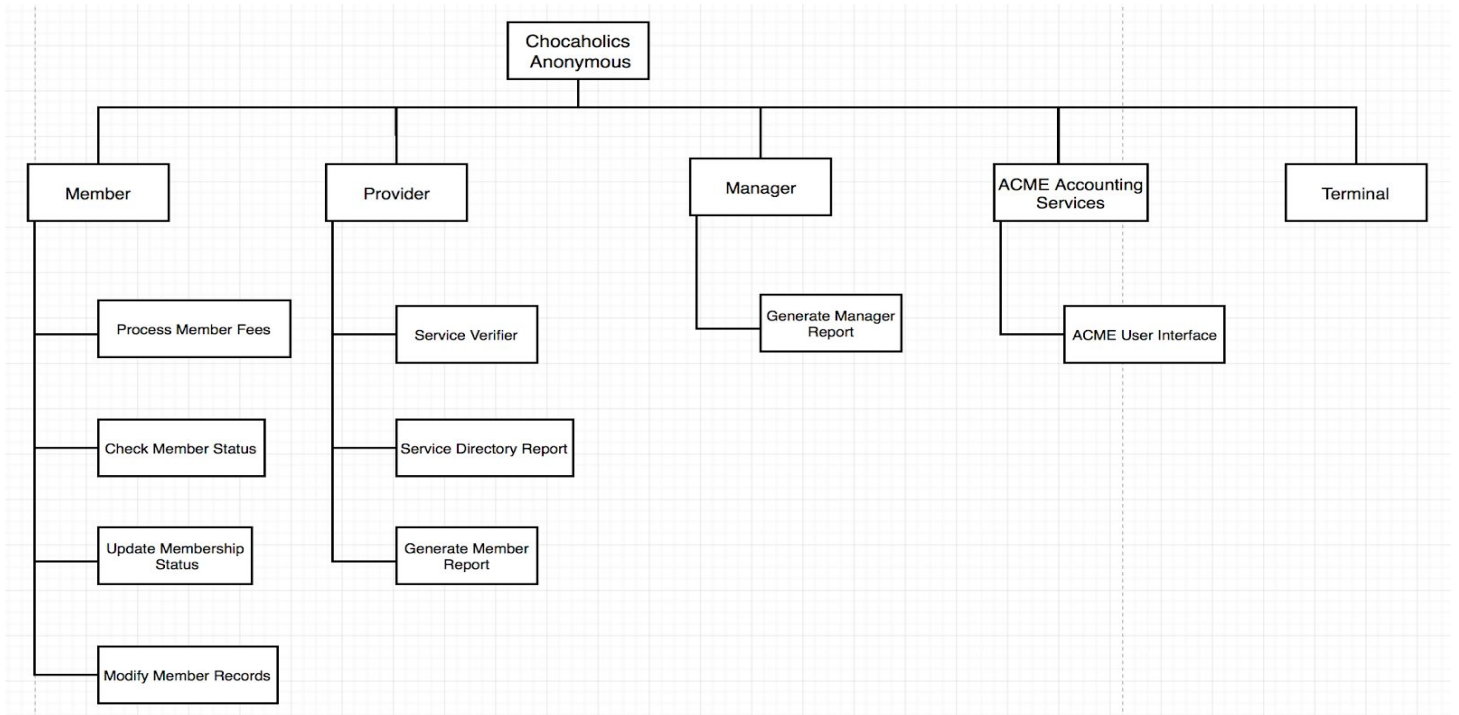 Chocaholics
Anonymous
Member
Provider
Manager
ACME Accounting
Services
Terminal
Process Member Fees
Service Verifier
Generate Manager
Report
ACME User Interface
Check Member Status
Service Directory Report
Update Membership
Status
Generate Member
Report
Modify Member Records